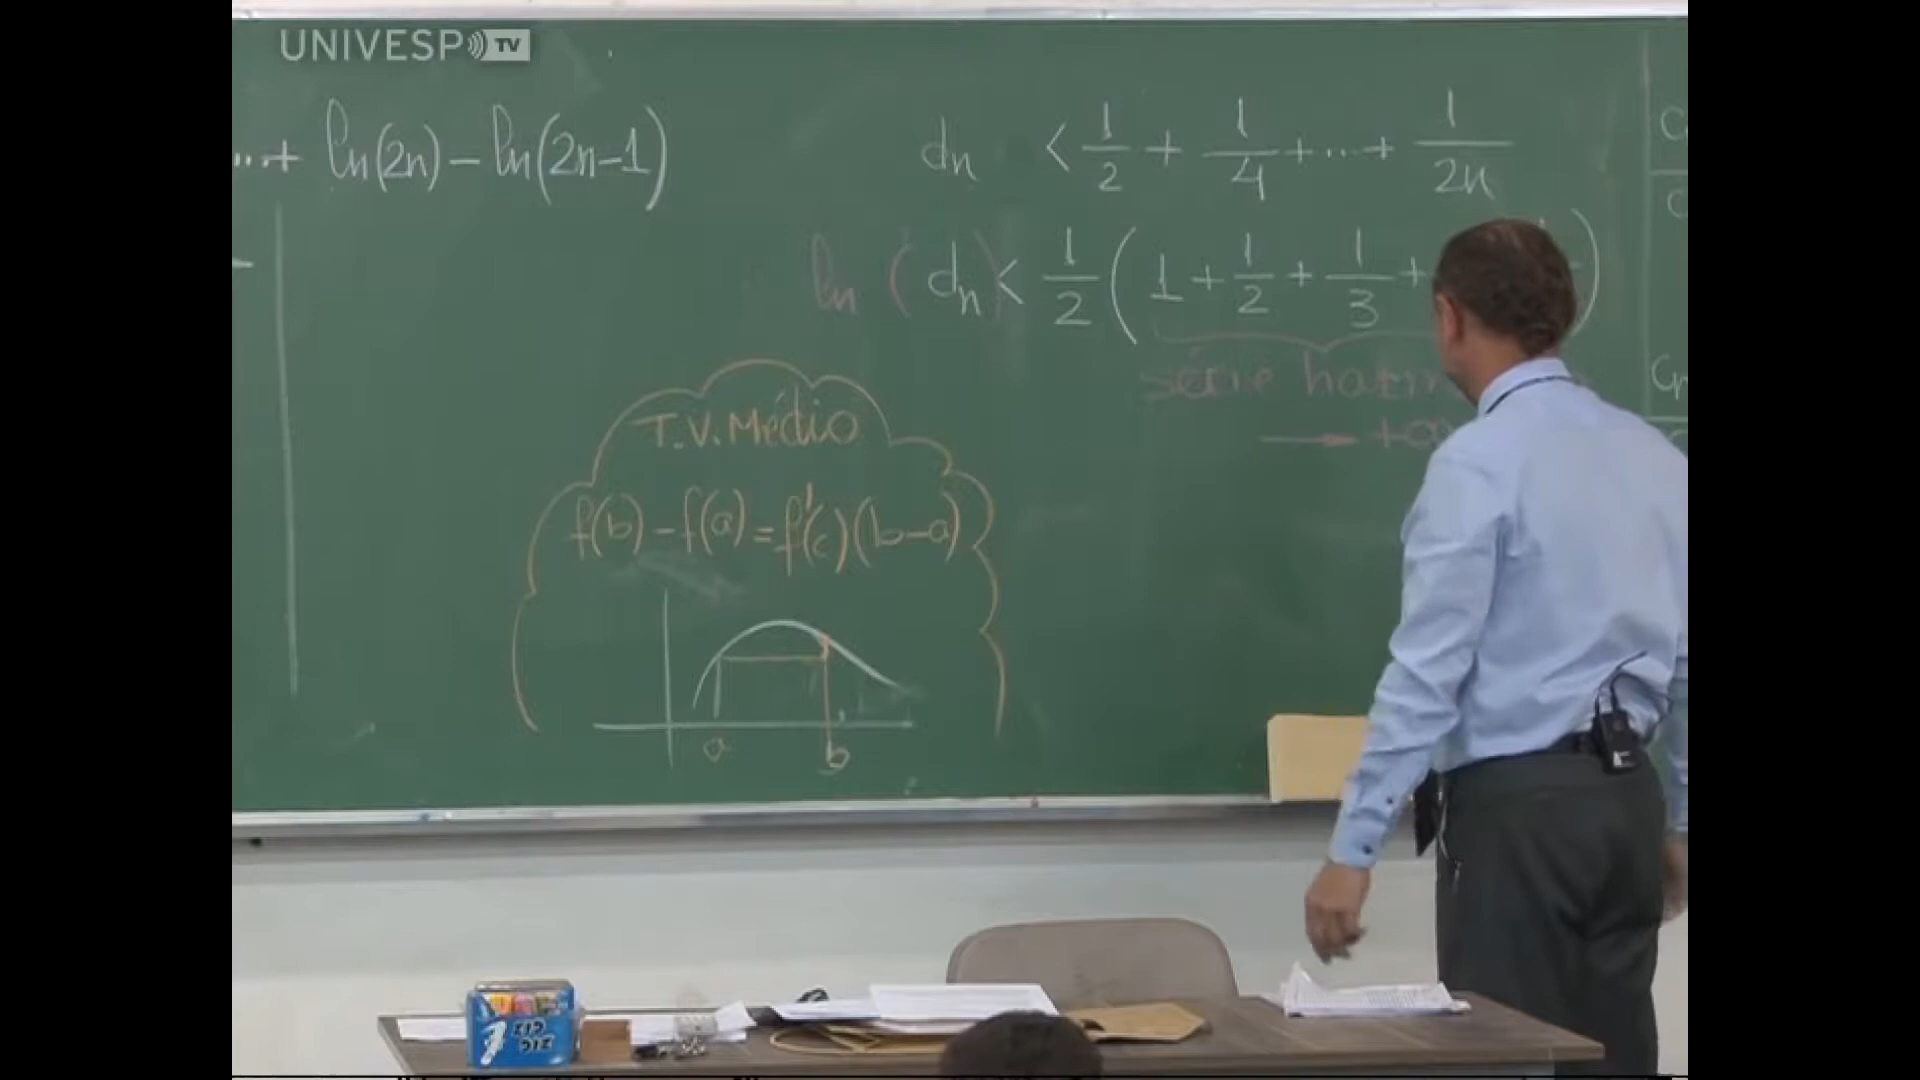 UNIVESP TV
...+ ln(2n) – ln(2n-1)
dn < 1/2 + 1/4 + ... + 1/2n
ln ( dn ) < 1/2 ( 1 + 1/2 + 1/3 +
série
→ +∞
T.V. Médio
f(b) - f(a) = f'(c)(b-a)
a b